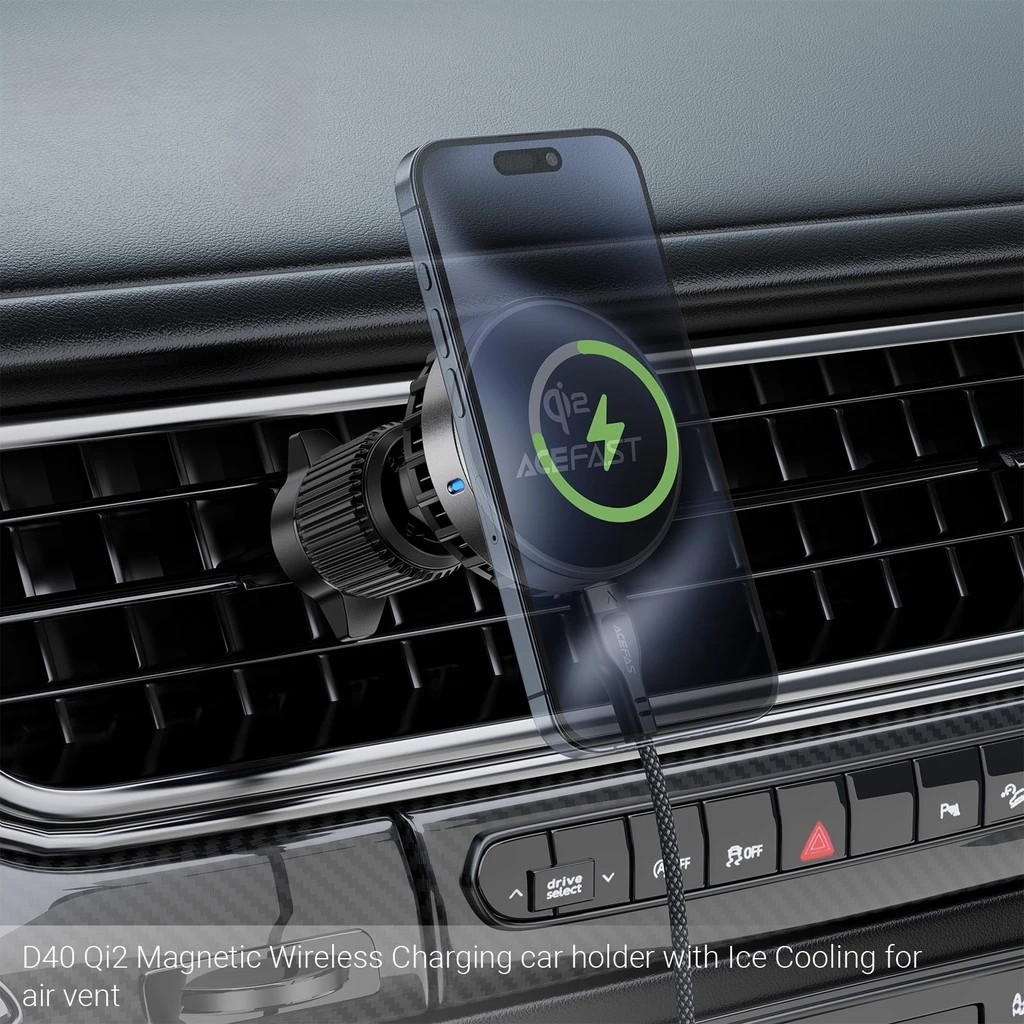 Qi2
ACEFAST
ACEFAS
P
OFF
OFF
drive
select
D40 Qi2 Magnetic Wireless Charging car holder with Ice Cooling for
air vent